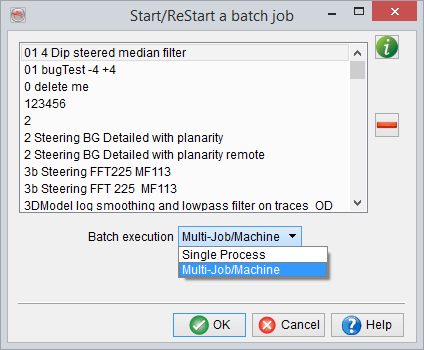 Start/ReStart a batch job
01 4 Dip steered median filter
01 bugTest -4 +4
0 delete me
123456
2
2 Steering BG Detailed with planarity
2 Steering BG Detailed with planarity remote
3b Steering FFT225 MF113
3b Steering FFT 225 MF113
3DModel log smoothing and lowpass filter on traces OD
Batch execution Multi-Job/Machine
Single Process
Multi-Job/Machine
OK Cancel Help